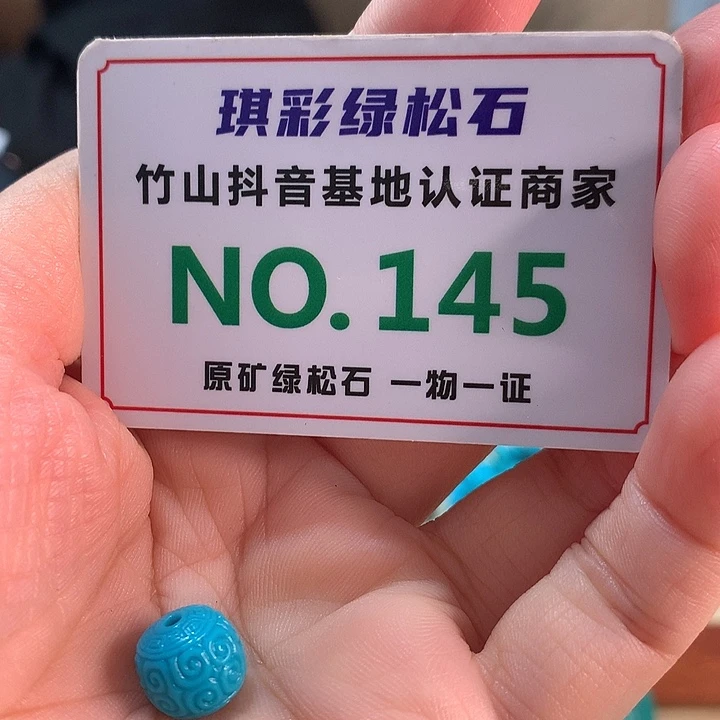 琪彩绿松石
竹山抖音基地认证商家
NO.145
原矿绿松石 一物一证